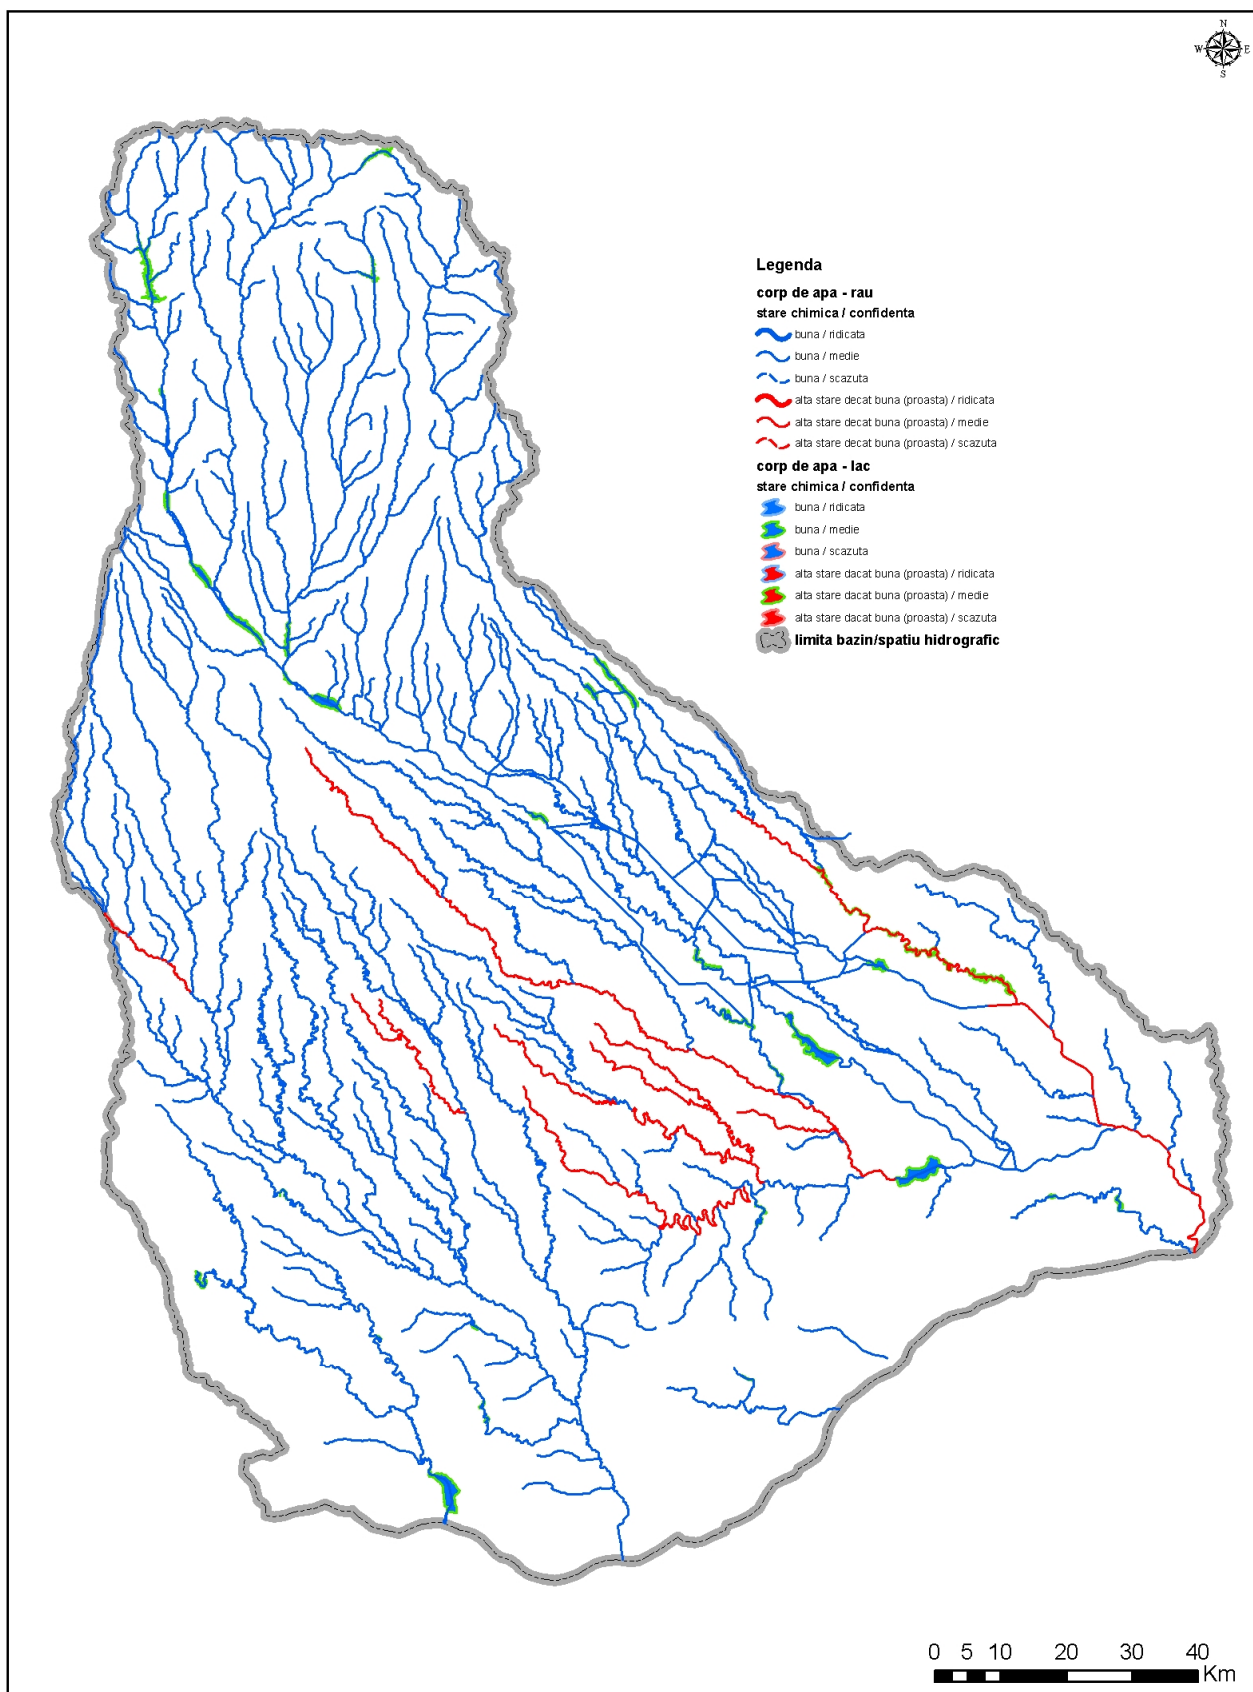 N
W E
S
Legenda
corp de apa - rau
stare chimica / confidenta
buna / ridicata
buna / medie
buna / scazuta
alta stare decat buna (proasta) / ridicata
alta stare decat buna (proasta) / medie
alta stare decat buna (proasta) / scazuta
corp de apa - lac
stare chimica / confidenta
buna / ridicata
buna / medie
buna / scazuta
alta stare dacat buna (proasta) / ridicata
alta stare dacat buna (proasta) / medie
alta stare dacat buna (proasta) / scazuta
limita bazin/spatiu hidrografic
0 5 10 20 30 40
Km